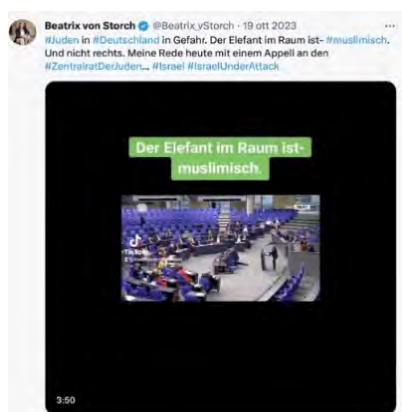 Beatrix von Storch @Beatrix_vStorch · 19 ott 2023
#Juden in #Deutschland in Gefahr. Der Elefant im Raum ist- #muslimisch.
Und nicht rechts. Meine Rede heute mit einem Appell an den
#ZentralratDerJuden... #Israel #IsraelUnderAttack
Der Elefant im Raum ist-
muslimisch.
TikTok
3:50